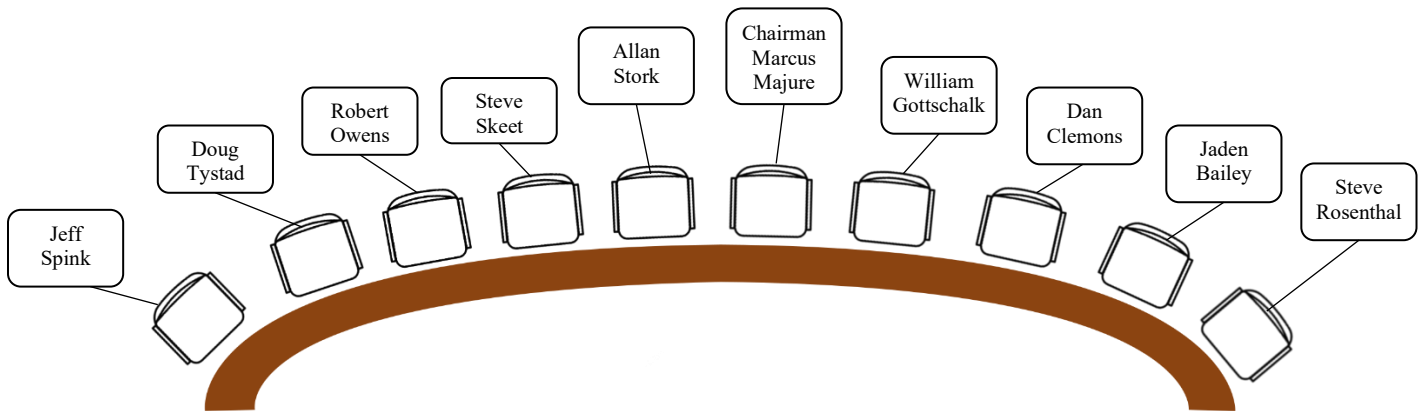 Jeff
Spink
Doug
Tystad
Robert
Owens
Steve
Skeet
Allan
Stork
Chairman
Marcus
Majure
William
Gottschalk
Dan
Clemons
Jaden
Bailey
Steve
Rosenthal